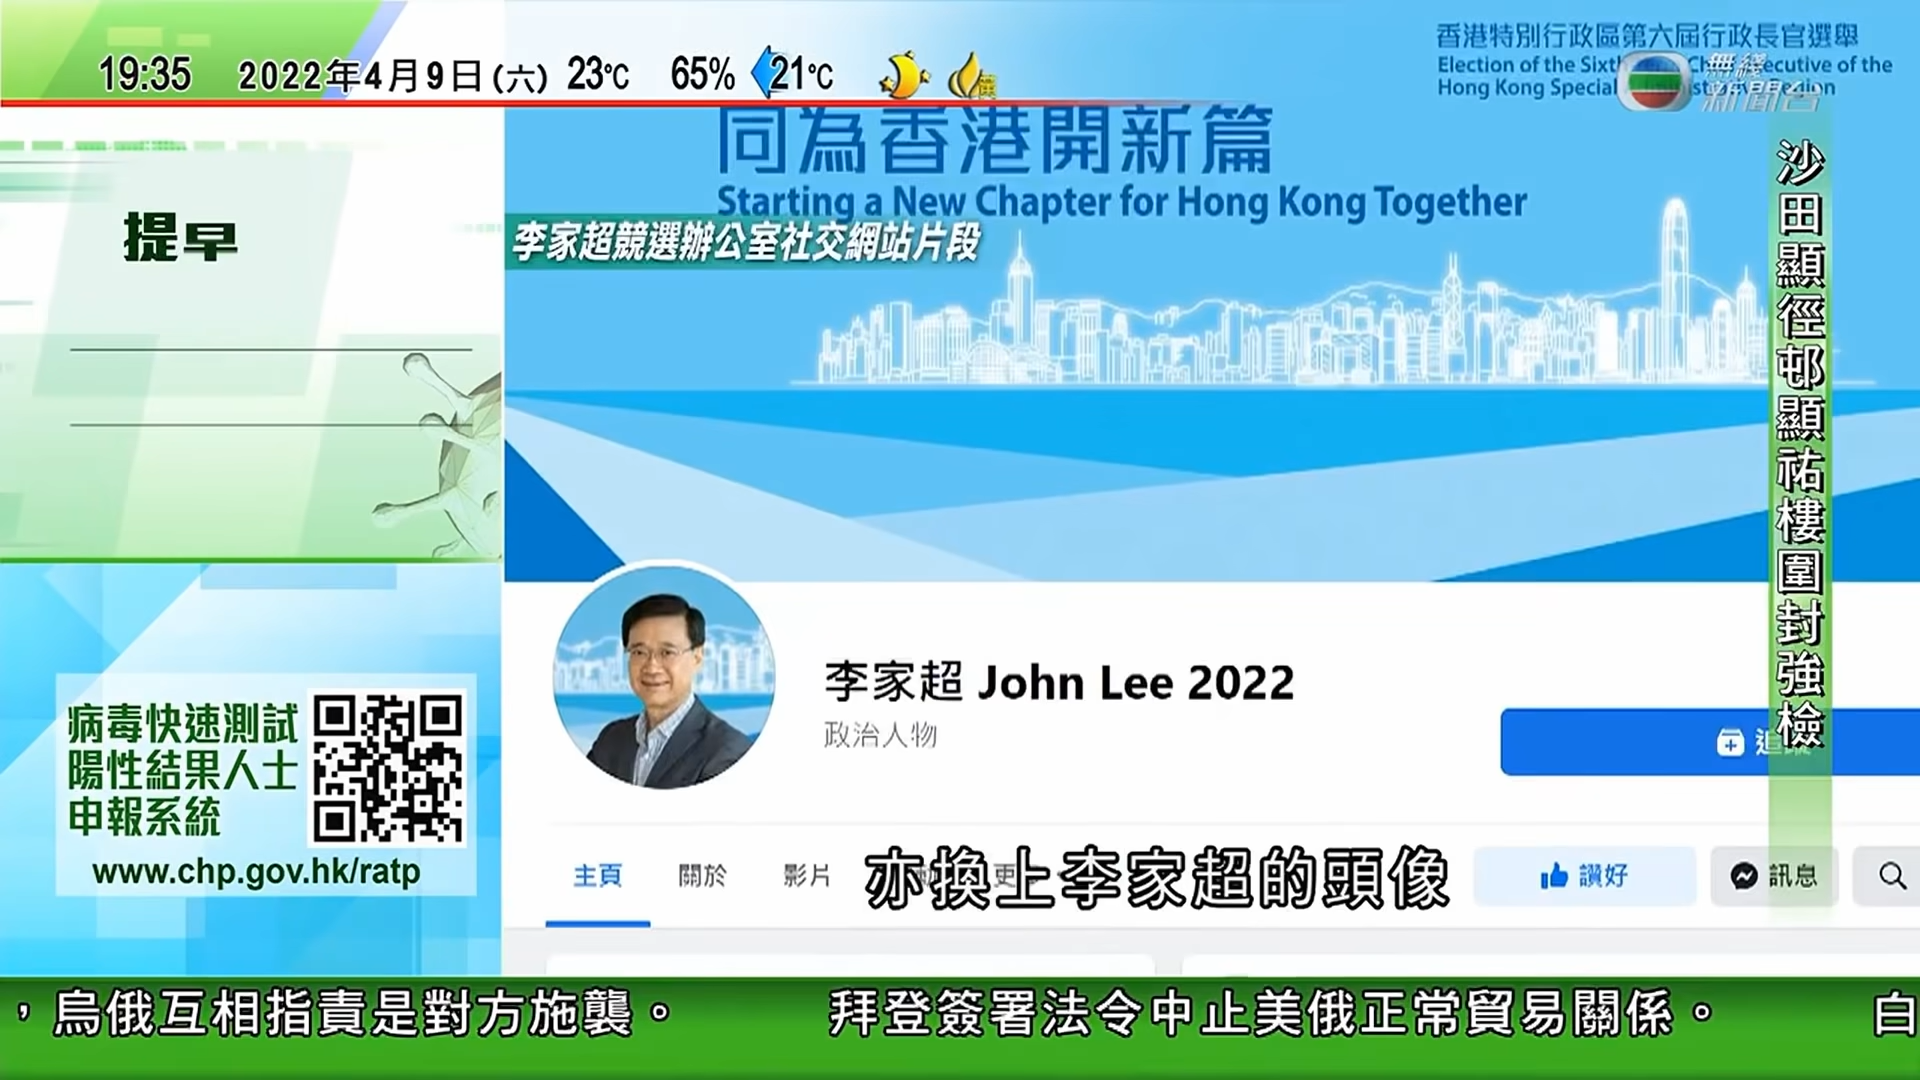 19:35 2022年4月9日(六) 23℃ 65% 21℃
香港特別行政區第六屆行政長官選舉
無綫
新聞台
同為香港開新篇
Starting a New Chapter for Hong Kong Together
李家超競選辦公室社交網站片段
提早
沙田顯徑邨顯祐樓圍封強檢
李家超 John Lee 2022
政治人物
病毒快速測試
陽性結果人士
申報系統
www.chp.gov.hk/ratp
主頁 關於 影片
讚好 訊息
亦換上李家超的頭像
，烏俄互相指責是對方施襲。 拜登簽署法令中止美俄正常貿易關係。 白